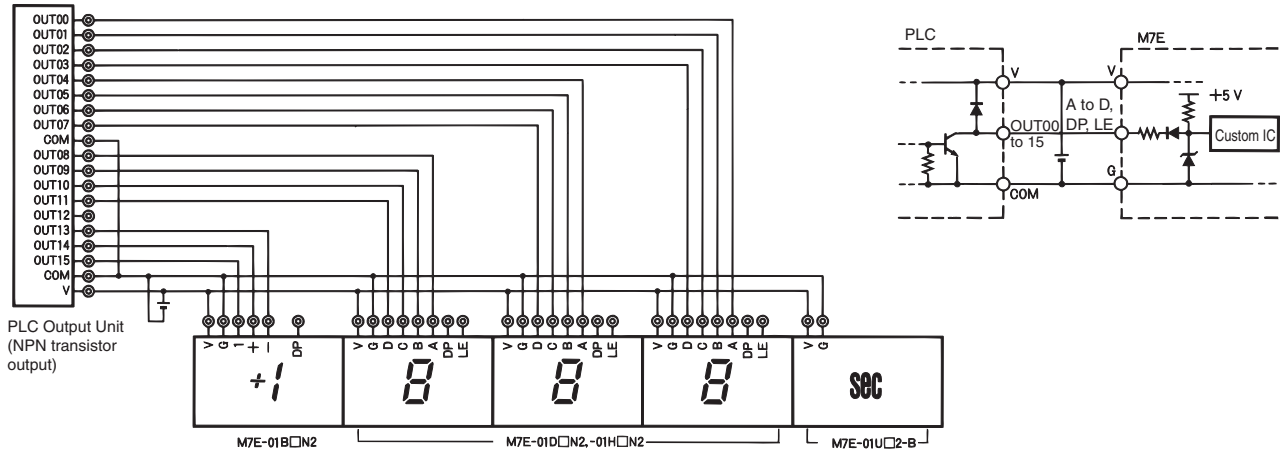 OUT00
OUT01
OUT02
OUT03
OUT04
OUT05
OUT06
OUT07
COM
OUT08
OUT09
OUT10
OUT11
OUT12
OUT13
OUT14
OUT15
COM
V
PLC Output Unit
(NPN transistor
output)
V G 1 + − DP
V G D C B A DP LE
V G D C B A DP LE
V G D C B A DP LE
V G
+1
8
8
8
sec
M7E-01B□N2
M7E-01D□N2,-01H□N2
M7E-01U□2-B
PLC
M7E
V
V
+5 V
A to D,
DP, LE
OUT00
to 15
Custom IC
G
COM